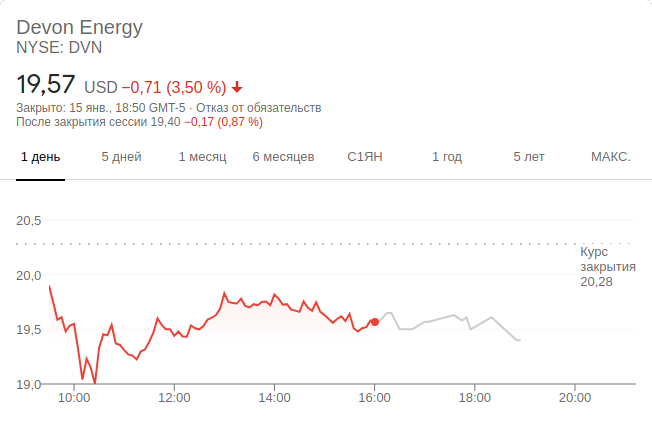 Devon Energy
NYSE: DVN
19,57 USD −0,71 (3,50 %)
Закрыто: 15 янв., 18:50 GMT-5 · Отказ от обязательств
После закрытия сессии 19,40 −0,17 (0,87 %)
1 день 5 дней 1 месяц 6 месяцев С1ЯН 1 год 5 лет МАКС.
20,5
Курс
закрытия
20,28
20,0
19,5
19,0
10:00 12:00 14:00 16:00 18:00 20:00